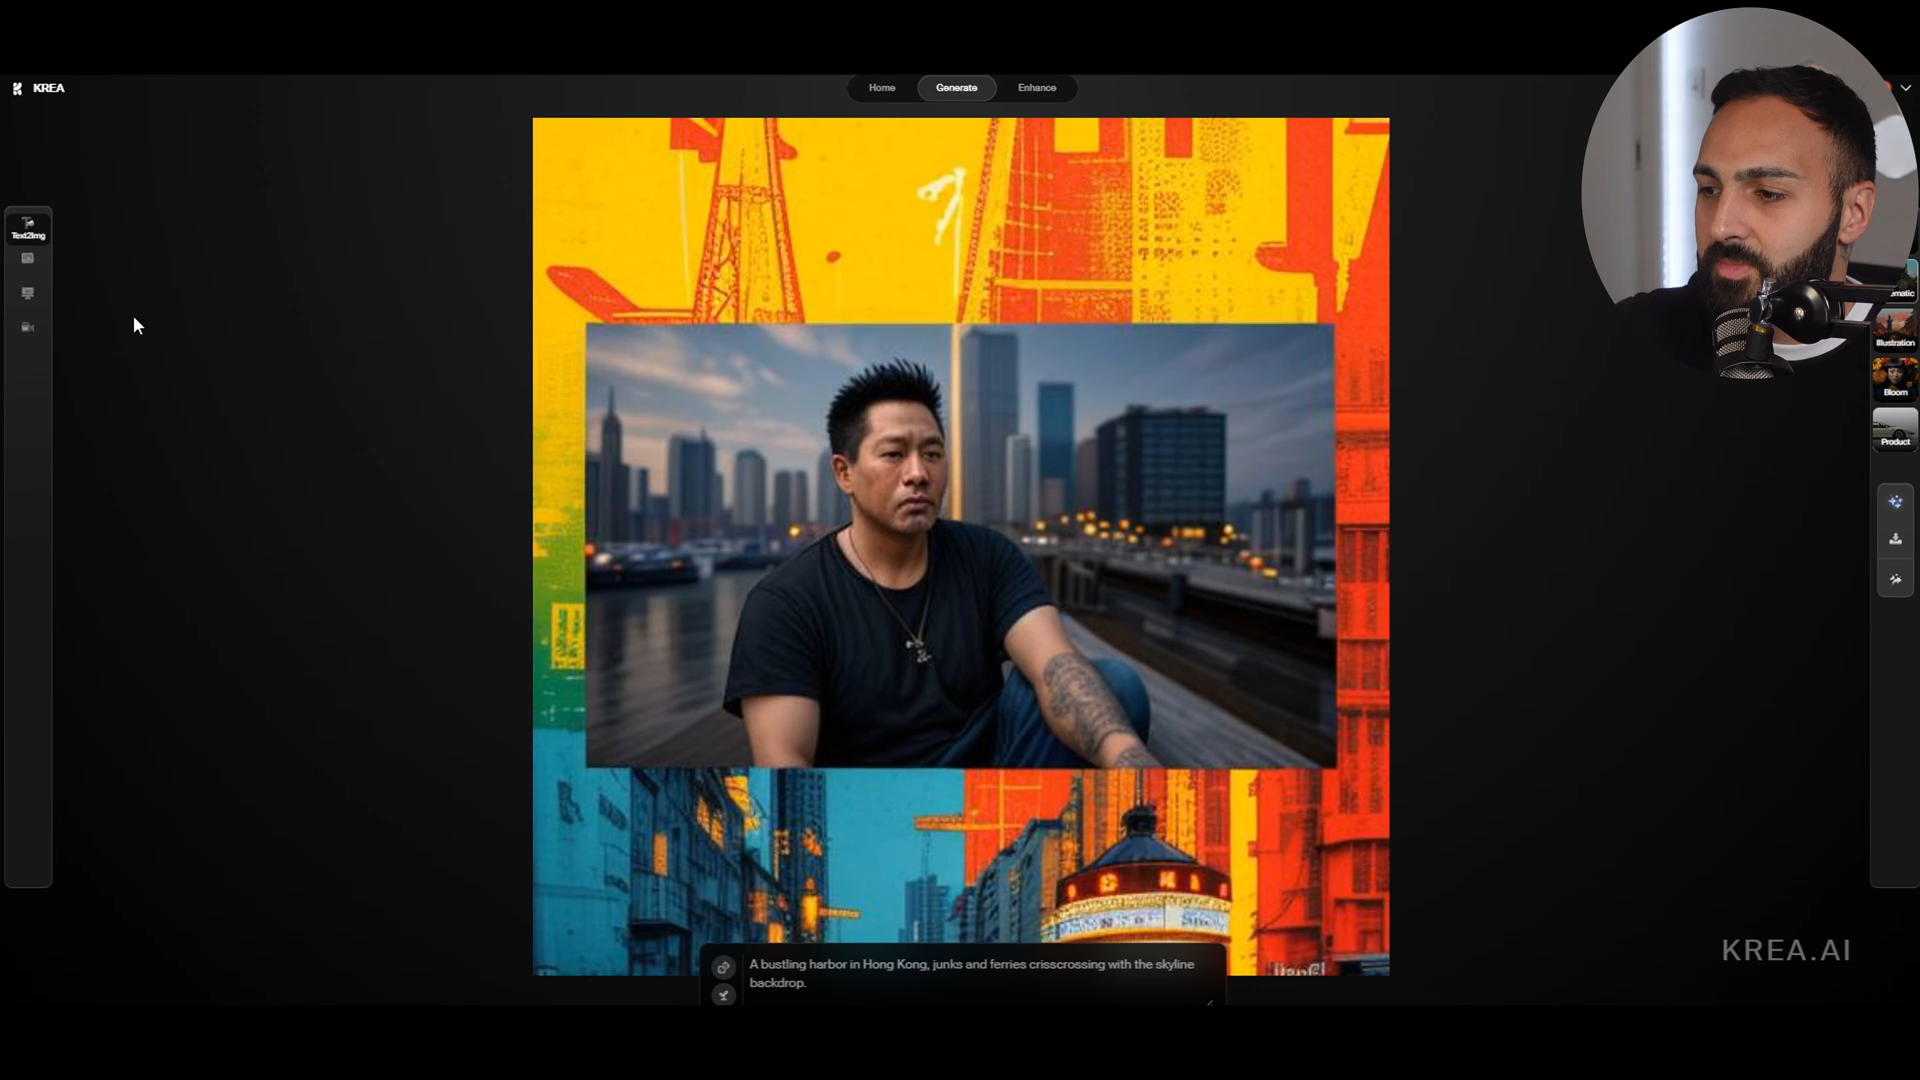 KREA
Home
Generate
Enhance
Text2Img
ematic
Illustration
Bloom
Product
A bustling harbor in Hong Kong, junks and ferries crisscrossing with the skyline
backdrop.
KREA.AI